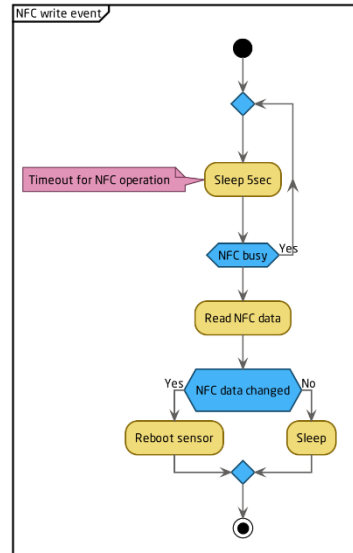 NFC write event
Timeout for NFC operation
Sleep 5sec
NFC busy
Yes
Read NFC data
Yes
NFC data changed
No
Reboot sensor
Sleep